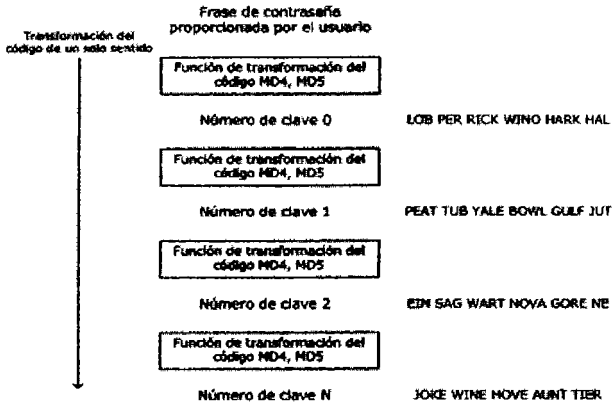 Frase de contraseña
proporcionada por el usuario
Transformación del
código de un solo sentido
Función de transformación del
código MD4, MD5
Número de clave 0 LOB PER RICK WINO HARK HAL
Función de transformación del
código MD4, MD5
Número de clave 1 PEAT TUB YALE BOWL GULF JUT
Función de transformación del
código MD4, MD5
Número de clave 2 EIN SAG WART NOVA GORE NE
Función de transformación del
código MD4, MD5
Número de clave N JOKE WINE MOVE AUNT TIER